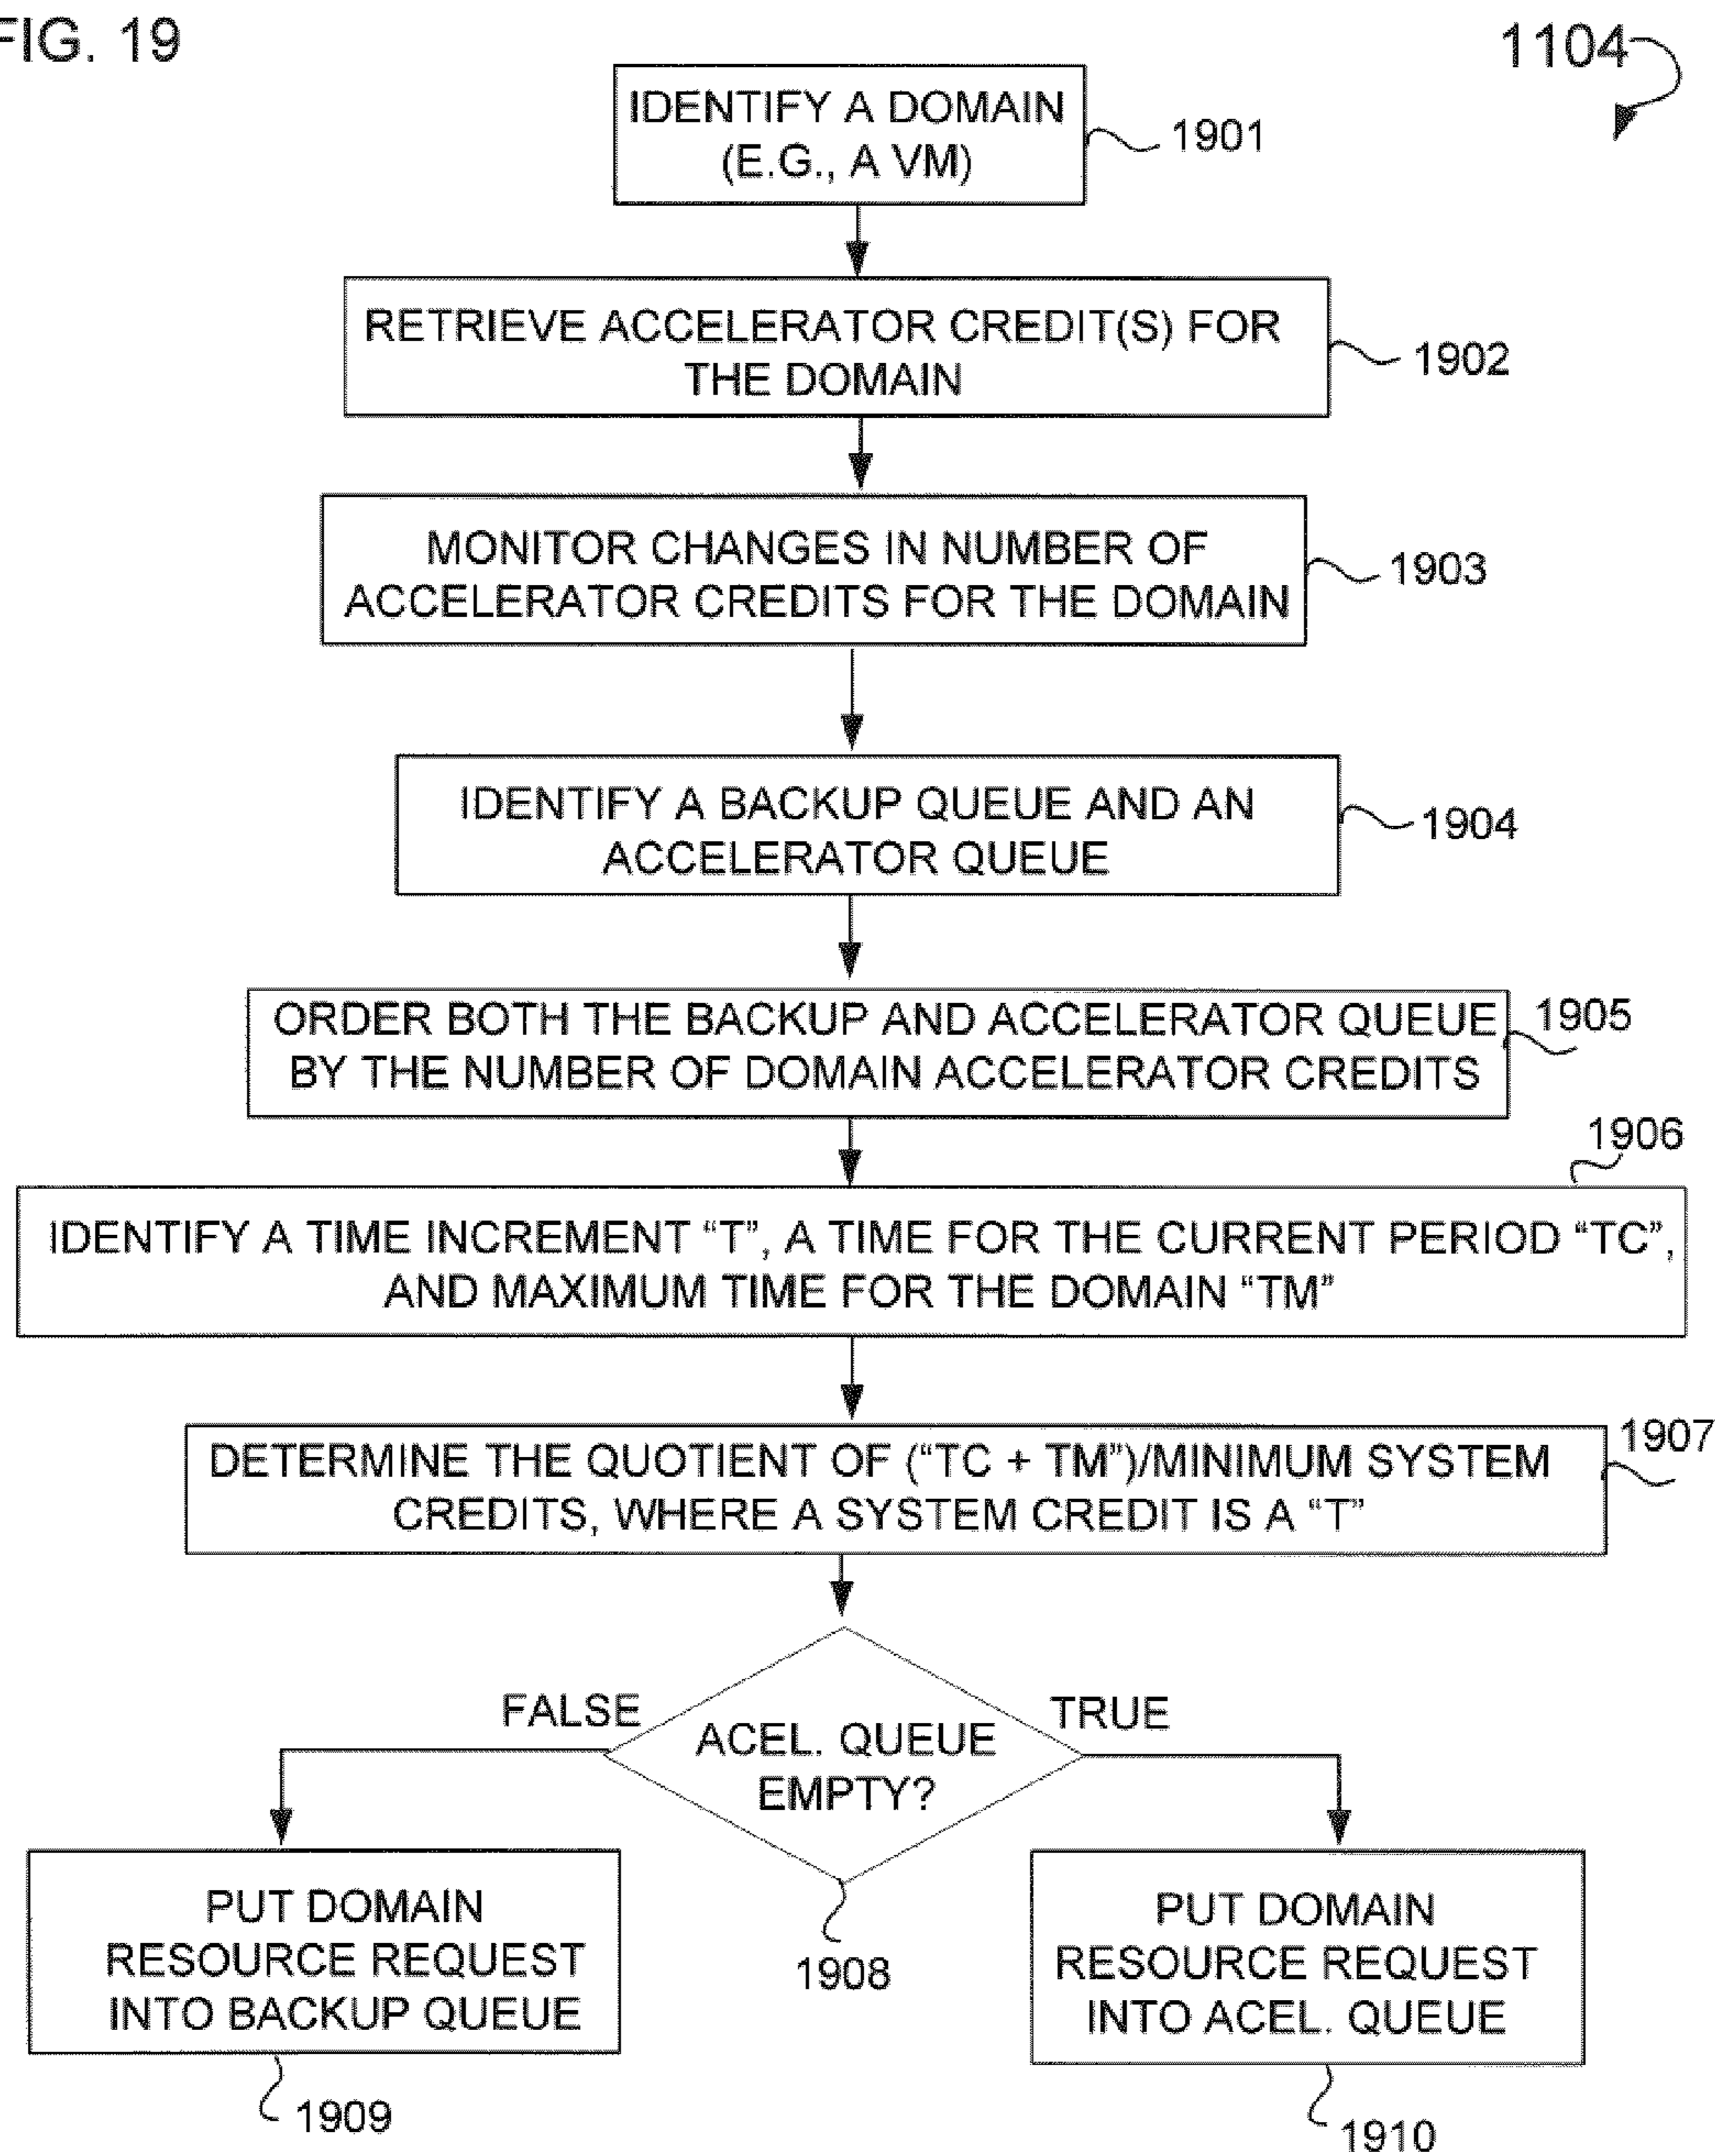 FIG. 19
1104
IDENTIFY A DOMAIN
(E.G., A VM)
1901
RETRIEVE ACCELERATOR CREDIT(S) FOR
THE DOMAIN
1902
MONITOR CHANGES IN NUMBER OF
ACCELERATOR CREDITS FOR THE DOMAIN
1903
IDENTIFY A BACKUP QUEUE AND AN
ACCELERATOR QUEUE
1904
ORDER BOTH THE BACKUP AND ACCELERATOR QUEUE
BY THE NUMBER OF DOMAIN ACCELERATOR CREDITS
1905
1906
IDENTIFY A TIME INCREMENT “T”, A TIME FOR THE CURRENT PERIOD “TC”,
AND MAXIMUM TIME FOR THE DOMAIN “TM”
DETERMINE THE QUOTIENT OF (“TC + TM”)/MINIMUM SYSTEM
CREDITS, WHERE A SYSTEM CREDIT IS A “T”
1907
FALSE
TRUE
ACEL. QUEUE
EMPTY?
1908
PUT DOMAIN
RESOURCE REQUEST
INTO BACKUP QUEUE
1909
PUT DOMAIN
RESOURCE REQUEST
INTO ACEL. QUEUE
1910